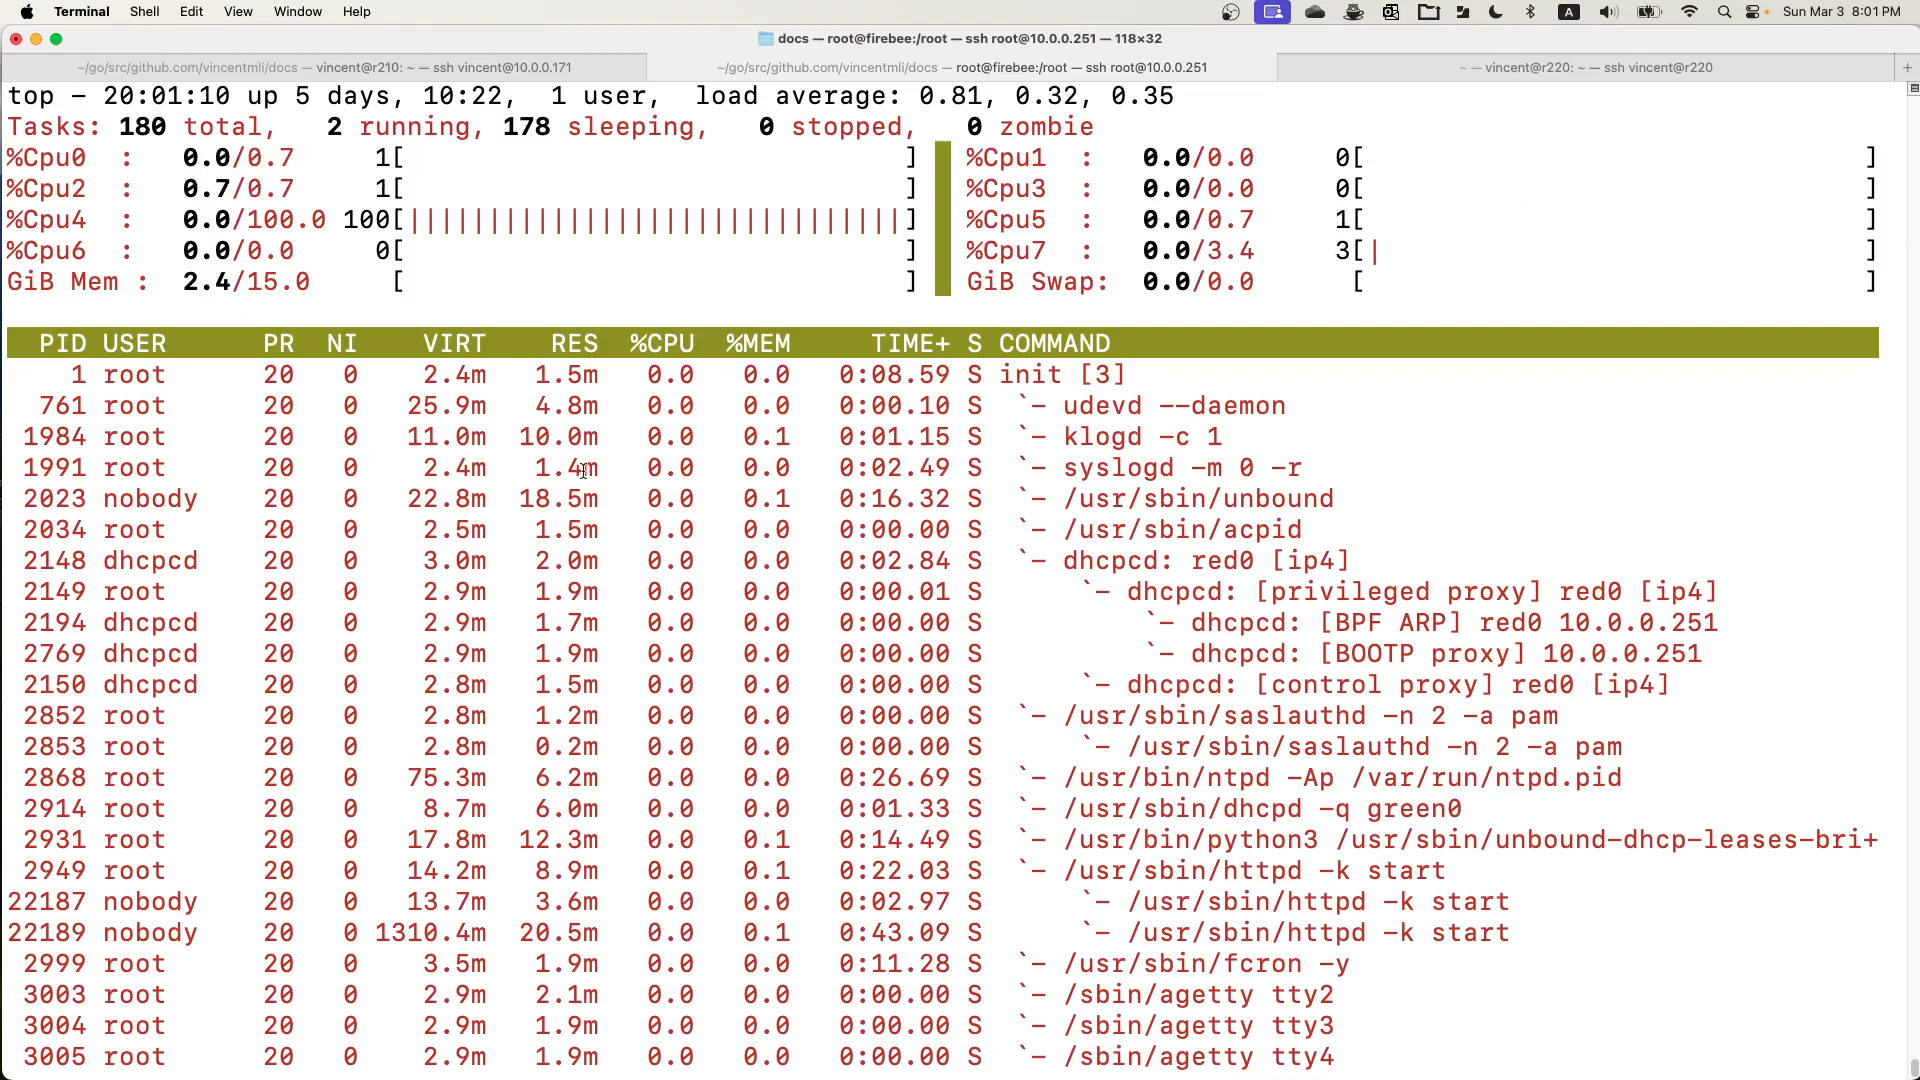 Terminal Shell Edit View Window Help A Sun Mar 3 8:01 PM
docs — root@firebee:/root — ssh root@10.0.0.251 — 118×32
~/go/src/github.com/vincentmli/docs — vincent@r210: ~ — ssh vincent@10.0.0.171 ~/go/src/github.com/vincentmli/docs — root@firebee:/root — ssh root@10.0.0.251 ~ — vincent@r220: ~ — ssh vincent@r220 +
top - 20:01:10 up 5 days, 10:22, 1 user, load average: 0.81, 0.32, 0.35
Tasks: 180 total, 2 running, 178 sleeping, 0 stopped, 0 zombie
%Cpu0 : 0.0/0.7 1[ ] %Cpu1 : 0.0/0.0 0[ ]
%Cpu2 : 0.7/0.7 1[ ] %Cpu3 : 0.0/0.0 0[ ]
%Cpu4 : 0.0/100.0 100[|||||||||||||||||||||||||||||||] %Cpu5 : 0.0/0.7 1[ ]
%Cpu6 : 0.0/0.0 0[ ] %Cpu7 : 0.0/3.4 3[| ]
GiB Mem : 2.4/15.0 [ ] GiB Swap: 0.0/0.0 [ ]
PID USER PR NI VIRT RES %CPU %MEM TIME+ S COMMAND
1 root 20 0 2.4m 1.5m 0.0 0.0 0:08.59 S init [3]
761 root 20 0 25.9m 4.8m 0.0 0.0 0:00.10 S `- udevd --daemon
1984 root 20 0 11.0m 10.0m 0.0 0.1 0:01.15 S `- klogd -c 1
1991 root 20 0 2.4m 1.4m 0.0 0.0 0:02.49 S `- syslogd -m 0 -r
2023 nobody 20 0 22.8m 18.5m 0.0 0.1 0:16.32 S `- /usr/sbin/unbound
2034 root 20 0 2.5m 1.5m 0.0 0.0 0:00.00 S `- /usr/sbin/acpid
2148 dhcpcd 20 0 3.0m 2.0m 0.0 0.0 0:02.84 S `- dhcpcd: red0 [ip4]
2149 root 20 0 2.9m 1.9m 0.0 0.0 0:00.01 S `- dhcpcd: [privileged proxy] red0 [ip4]
2194 dhcpcd 20 0 2.9m 1.7m 0.0 0.0 0:00.00 S `- dhcpcd: [BPF ARP] red0 10.0.0.251
2769 dhcpcd 20 0 2.9m 1.9m 0.0 0.0 0:00.00 S `- dhcpcd: [BOOTP proxy] 10.0.0.251
2150 dhcpcd 20 0 2.8m 1.5m 0.0 0.0 0:00.00 S `- dhcpcd: [control proxy] red0 [ip4]
2852 root 20 0 2.8m 1.2m 0.0 0.0 0:00.00 S `- /usr/sbin/saslauthd -n 2 -a pam
2853 root 20 0 2.8m 0.2m 0.0 0.0 0:00.00 S `- /usr/sbin/saslauthd -n 2 -a pam
2868 root 20 0 75.3m 6.2m 0.0 0.0 0:26.69 S `- /usr/bin/ntpd -Ap /var/run/ntpd.pid
2914 root 20 0 8.7m 6.0m 0.0 0.0 0:01.33 S `- /usr/sbin/dhcpd -q green0
2931 root 20 0 17.8m 12.3m 0.0 0.1 0:14.49 S `- /usr/bin/python3 /usr/sbin/unbound-dhcp-leases-bri+
2949 root 20 0 14.2m 8.9m 0.0 0.1 0:22.03 S `- /usr/sbin/httpd -k start
22187 nobody 20 0 13.7m 3.6m 0.0 0.0 0:02.97 S `- /usr/sbin/httpd -k start
22189 nobody 20 0 1310.4m 20.5m 0.0 0.1 0:43.09 S `- /usr/sbin/httpd -k start
2999 root 20 0 3.5m 1.9m 0.0 0.0 0:11.28 S `- /usr/sbin/fcron -y
3003 root 20 0 2.9m 2.1m 0.0 0.0 0:00.00 S `- /sbin/agetty tty2
3004 root 20 0 2.9m 1.9m 0.0 0.0 0:00.00 S `- /sbin/agetty tty3
3005 root 20 0 2.9m 1.9m 0.0 0.0 0:00.00 S `- /sbin/agetty tty4